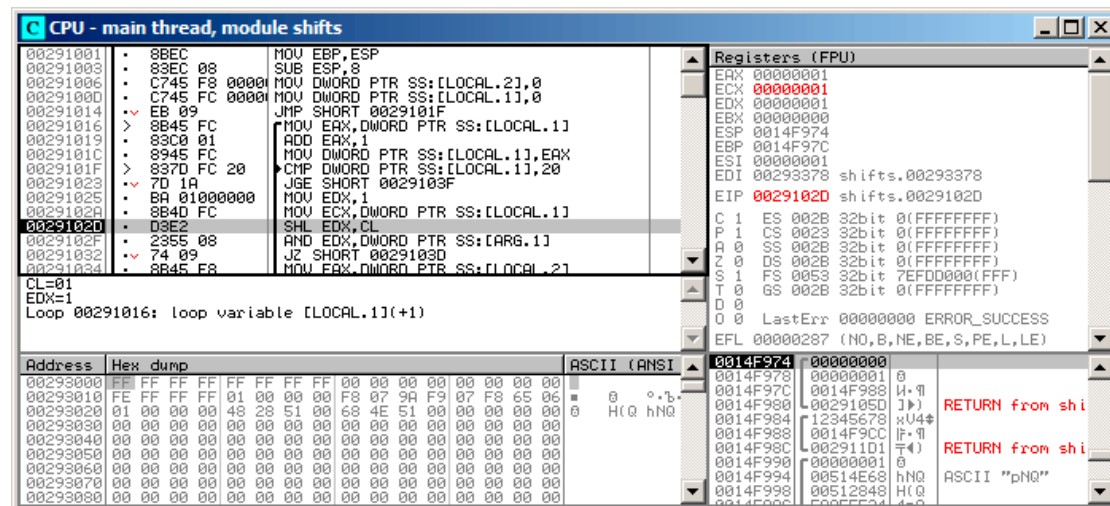 C CPU - main thread, module shifts
00291001 · 8BEC MOV EBP,ESP
00291003 · 83EC 08 SUB ESP,8
00291006 · C745 F8 0000 MOV DWORD PTR SS:[LOCAL.2],0
0029100D · C745 FC 0000 MOV DWORD PTR SS:[LOCAL.1],0
00291014 · EB 09 JMP SHORT 0029101F
00291016 > 8B45 FC MOV EAX,DWORD PTR SS:[LOCAL.1]
00291019 · 83C0 01 ADD EAX,1
0029101C · 8945 FC MOV DWORD PTR SS:[LOCAL.1],EAX
0029101F > 837D FC 20 CMP DWORD PTR SS:[LOCAL.1],20
00291023 · 7D 1A JGE SHORT 0029103F
00291025 · BA 01000000 MOV EDX,1
0029102A · 8B4D FC MOV ECX,DWORD PTR SS:[LOCAL.1]
0029102D · D3E2 SHL EDX,CL
0029102F · 2355 08 AND EDX,DWORD PTR SS:[ARG.1]
00291032 · 74 09 JZ SHORT 0029103D
00291034 · 8B45 F8 MOV EAX,DWORD PTR SS:[LOCAL.2]
CL=01
EDX=1
Loop 00291016: loop variable [LOCAL.1](+1)
Registers (FPU)
EAX 00000001
ECX 00000001
EDX 00000001
EBX 00000000
ESP 0014F974
EBP 0014F97C
ESI 00000001
EDI 00293378 shifts.00293378
EIP 0029102D shifts.0029102D
C 1 ES 002B 32bit 0(FFFFFFFF)
P 1 CS 0023 32bit 0(FFFFFFFF)
A 0 SS 002B 32bit 0(FFFFFFFF)
Z 0 DS 002B 32bit 0(FFFFFFFF)
S 1 FS 0053 32bit 7EFDD000(FFF)
T 0 GS 002B 32bit 0(FFFFFFFF)
D 0
O 0 LastErr 00000000 ERROR_SUCCESS
EFL 00000287 (NO,B,NE,BE,S,PE,L,LE)
Address Hex dump ASCII (ANSI
00293000 FF FF FF FF FF FF FF FF 00 00 00 00 00 00 00 00
00293010 FE FF FF FF 01 00 00 00 F8 07 9A F9 07 F8 65 06
00293020 01 00 00 00 48 28 51 00 68 4E 51 00 00 00 00 00 H(Q hNQ
00293030 00 00 00 00 00 00 00 00 00 00 00 00 00 00 00 00
00293040 00 00 00 00 00 00 00 00 00 00 00 00 00 00 00 00
00293050 00 00 00 00 00 00 00 00 00 00 00 00 00 00 00 00
00293060 00 00 00 00 00 00 00 00 00 00 00 00 00 00 00 00
00293070 00 00 00 00 00 00 00 00 00 00 00 00 00 00 00 00
00293080 00 00 00 00 00 00 00 00 00 00 00 00 00 00 00 00
0014F974 00000000
0014F978 00000001
0014F97C 0014F988
0014F980 0029105D RETURN from shi
0014F984 12345678 xV4
0014F988 0014F9CC
0014F98C 002911D1 RETURN from shi
0014F990 00000001
0014F994 00514E68 hNQ ASCII "pNQ"
0014F998 00512848 H(Q